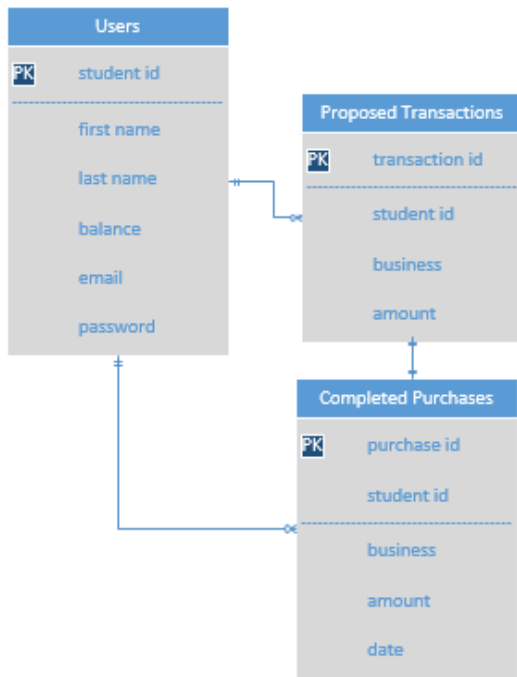 Users
PK student id
first name
last name
balance
email
password
Proposed Transactions
PK transaction id
student id
business
amount
Completed Purchases
PK purchase id
student id
business
amount
date